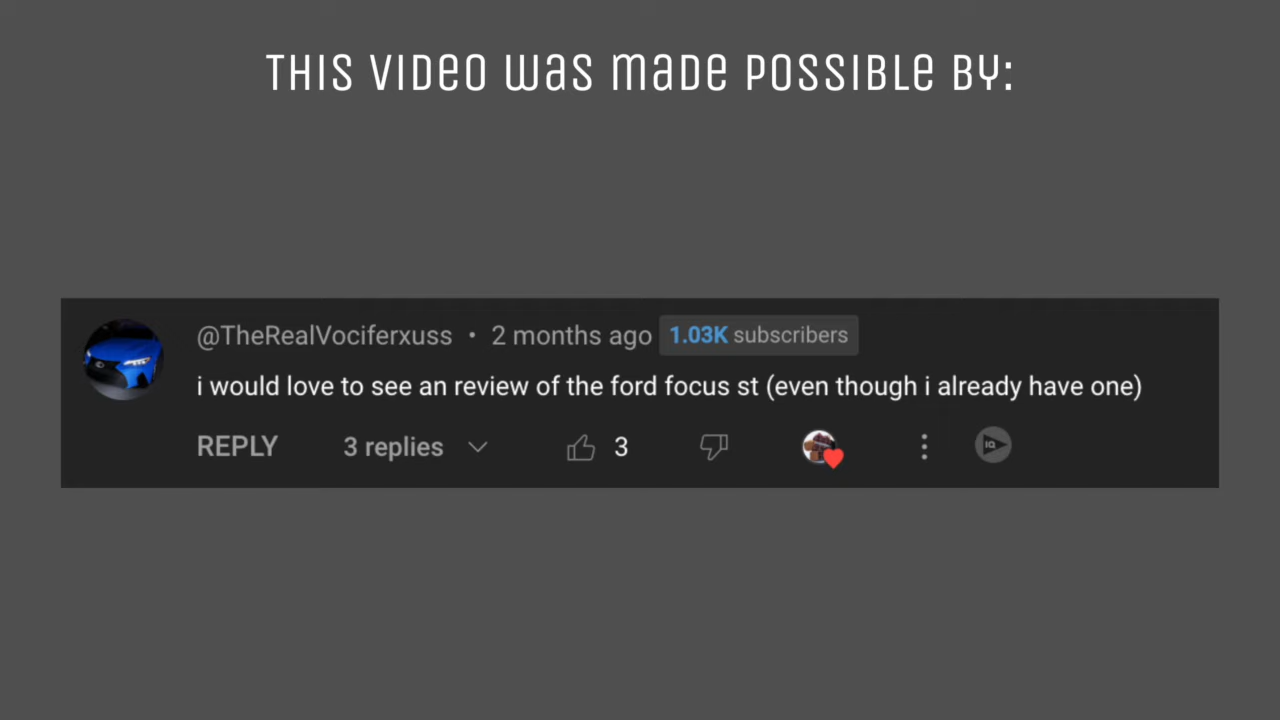 THIS VIDEO WAS MADE POSSIBLE BY:
@TheRealVociferxuss • 2 months ago 1.03K subscribers
i would love to see an review of the ford focus st (even though i already have one)
REPLY 3 replies 3 IQ